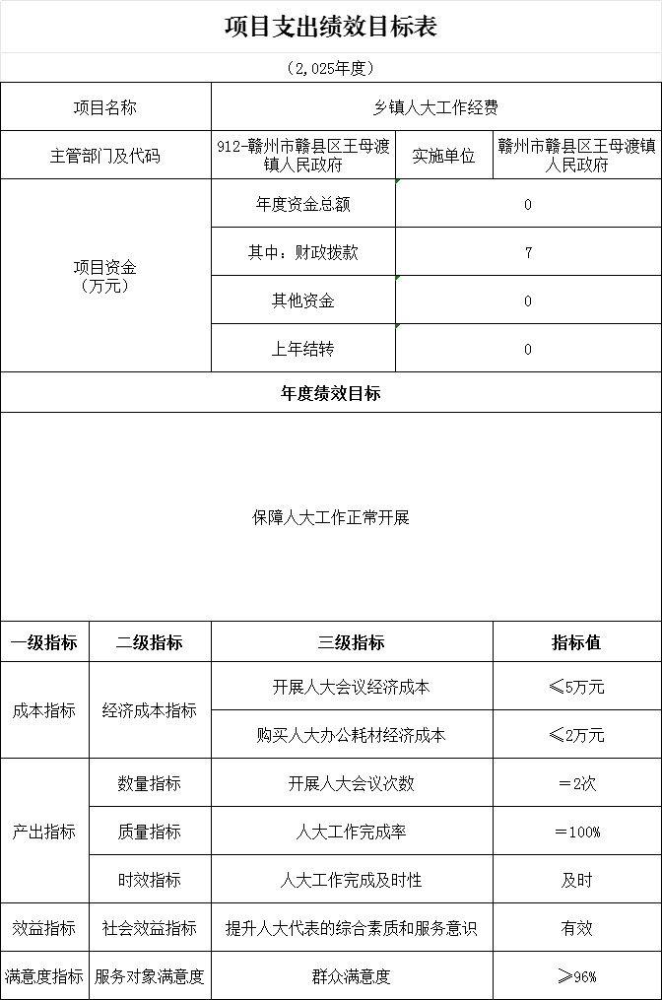 项目支出绩效目标表
（2,025年度）
项目名称 乡镇人大工作经费
主管部门及代码 912-赣州市赣县区王母渡镇人民政府 实施单位 赣州市赣县区王母渡镇人民政府
项目资金
（万元）
年度资金总额 0
其中：财政拨款 7
其他资金 0
上年结转 0
年度绩效目标
保障人大工作正常开展
一级指标 二级指标 三级指标 指标值
成本指标 经济成本指标 开展人大会议经济成本 ≤5万元
购买人大办公耗材经济成本 ≤2万元
产出指标 数量指标 开展人大会议次数 ＝2次
质量指标 人大工作完成率 ＝100%
时效指标 人大工作完成及时性 及时
效益指标 社会效益指标 提升人大代表的综合素质和服务意识 有效
满意度指标 服务对象满意度 群众满意度 ≥96%